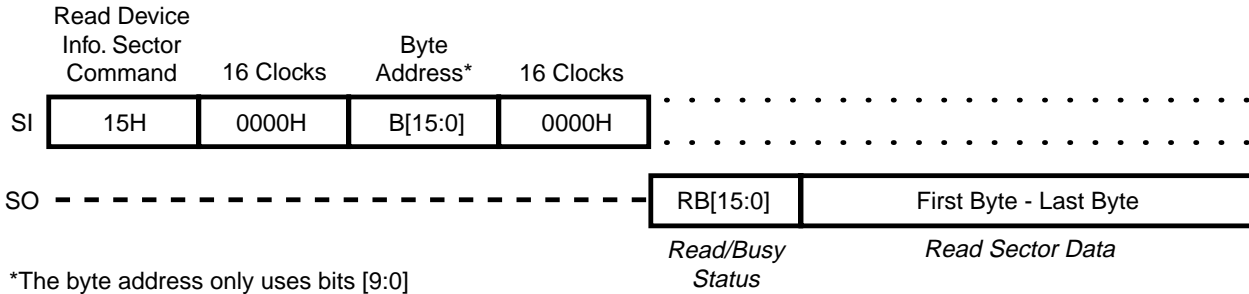 Read Device
Info. Sector
Command
16 Clocks
Byte
Address*
16 Clocks
SI
15H
0000H
B[15:0]
0000H
SO
RB[15:0]
First Byte - Last Byte
Read/Busy
Status
Read Sector Data
*The byte address only uses bits [9:0]